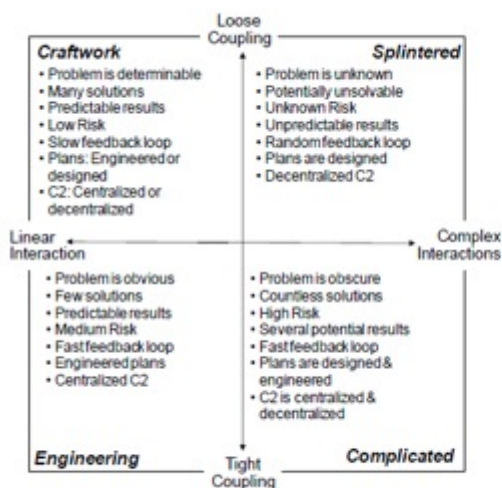 Loose
Coupling
Craftwork
• Problem is determinable
• Many solutions
• Predictable results
• Low Risk
• Slow feedback loop
• Plans: Engineered or
designed
• C2: Centralized or
decentralized
Splintered
• Problem is unknown
• Potentially unsolvable
• Unknown Risk
• Unpredictable results
• Random feedback loop
• Plans are designed
• Decentralized C2
Linear
Interaction
Complex
Interactions
• Problem is obvious
• Few solutions
• Predictable results
• Medium Risk
• Fast feedback loop
• Engineered plans
• Centralized C2
Engineering
• Problem is obscure
• Countless solutions
• High Risk
• Several potential results
• Fast feedback loop
• Plans are designed &
engineered
• C2 is centralized &
decentralized
Complicated
Tight
Coupling